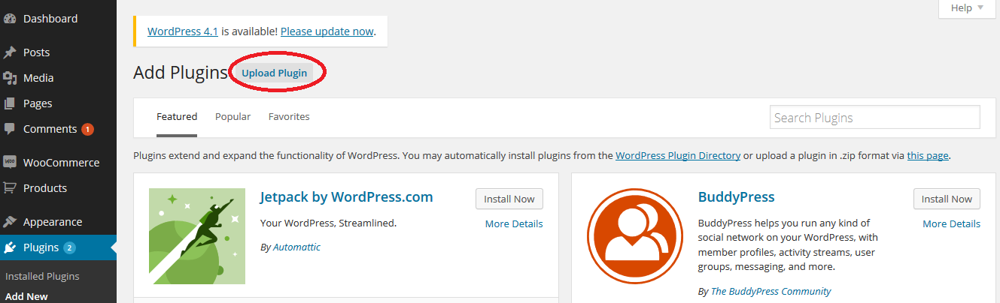 Dashboard
Posts
Media
Pages
Comments 1
WooCommerce
Products
Appearance
Plugins 2
Installed Plugins
Add New
Help
WordPress 4.1 is available! Please update now.
Add Plugins Upload Plugin
Featured Popular Favorites
Search Plugins
Plugins extend and expand the functionality of WordPress. You may automatically install plugins from the WordPress Plugin Directory or upload a plugin in .zip format via this page.
Jetpack by WordPress.com
Install Now
Your WordPress, Streamlined.
More Details
By Automattic
BuddyPress
Install Now
BuddyPress helps you run any kind of
More Details
social network on your WordPress, with
member profiles, activity streams, user
groups, messaging, and more.
By The BuddyPress Community